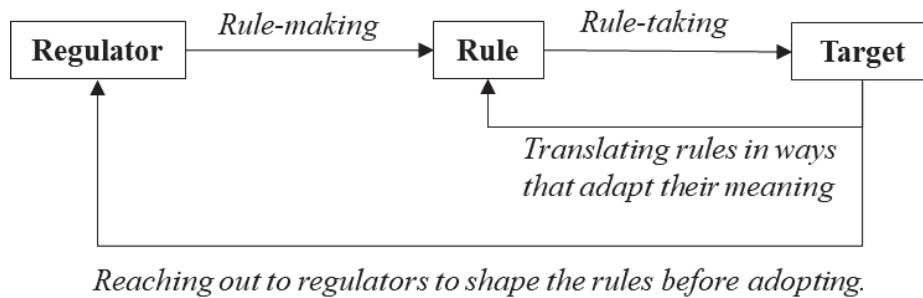 Rule-making
Rule-taking
Regulator
Rule
Target
Translating rules in ways
that adapt their meaning
Reaching out to regulators to shape the rules before adopting.